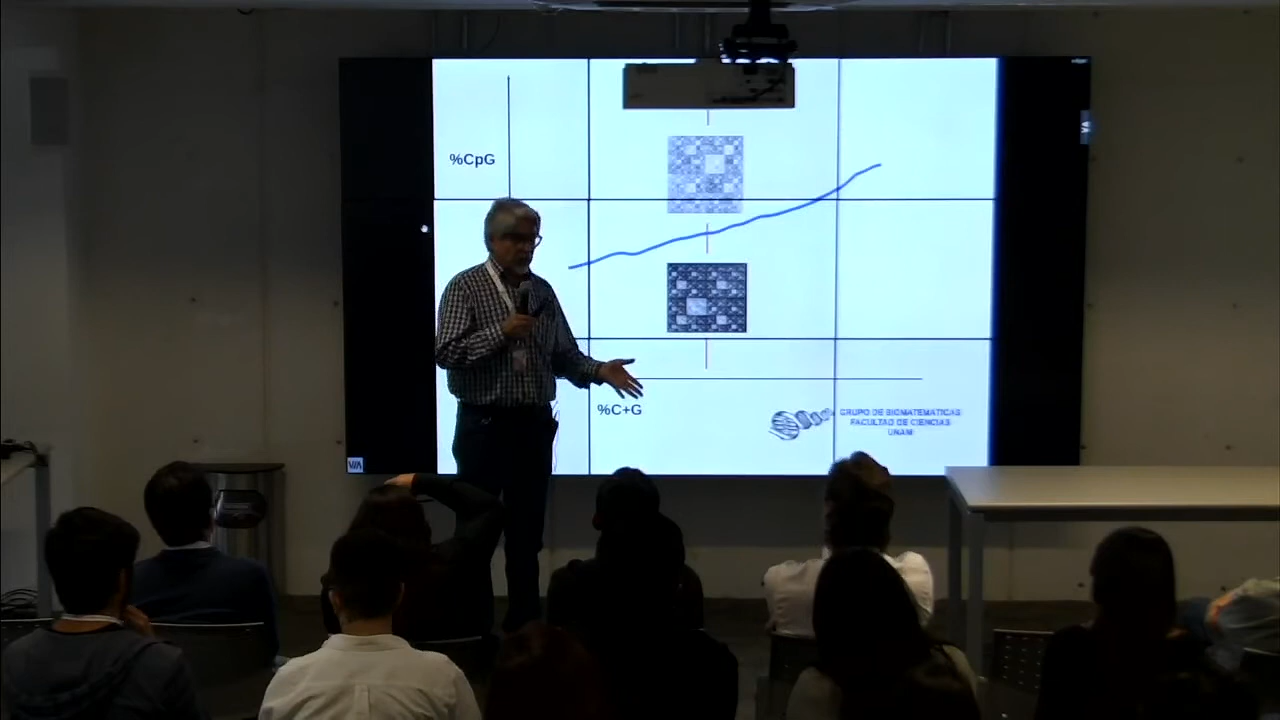 %CpG
%C+G
GRUPO DE BIOMATEMATICAS
FACULTAD DE CIENCIAS
UNAM